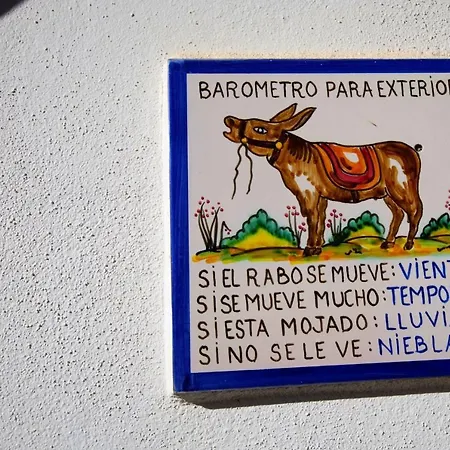 BAROMETRO PARA EXTERIOR
SI EL RABO SE MUEVE: VIENT
SI SE MUEVE MUCHO: TEMPO
SI ESTA MOJADO: LLUVI
SI NO SE LE VE: NIEBLA